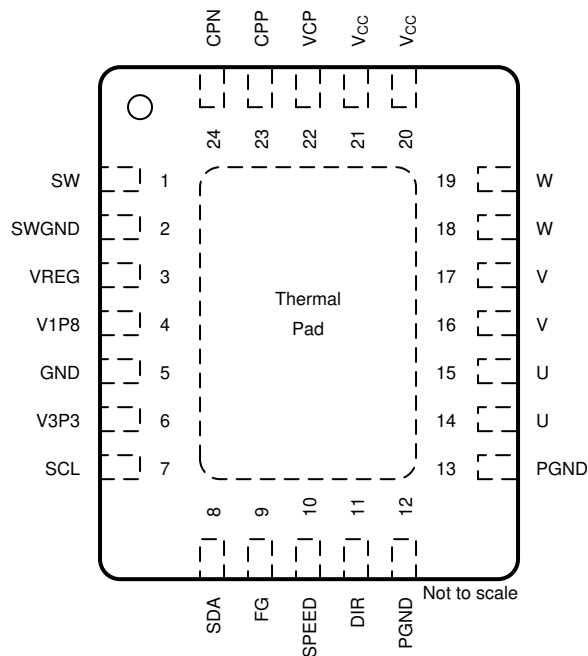 CPN
CPP
VCP
VCC
VCC
24
23
22
21
20
SW
1
SWGND
2
VREG
3
V1P8
4
GND
5
V3P3
6
SCL
7
Thermal
Pad
19
W
18
W
17
V
16
V
15
U
14
U
13
PGND
8
9
10
11
12
SDA
FG
SPEED
DIR
PGND
Not to scale